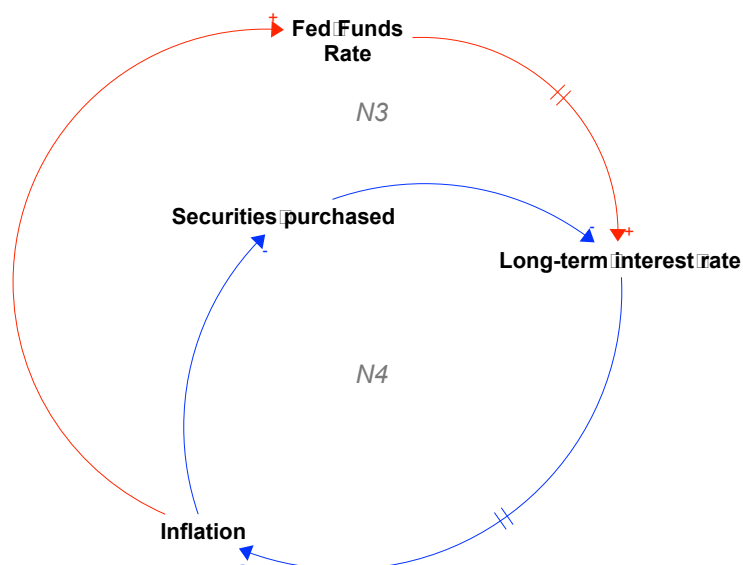 +
Fed Funds
Rate
N3
Securities purchased
-
-
+
Long-term interest rate
N4
Inflation